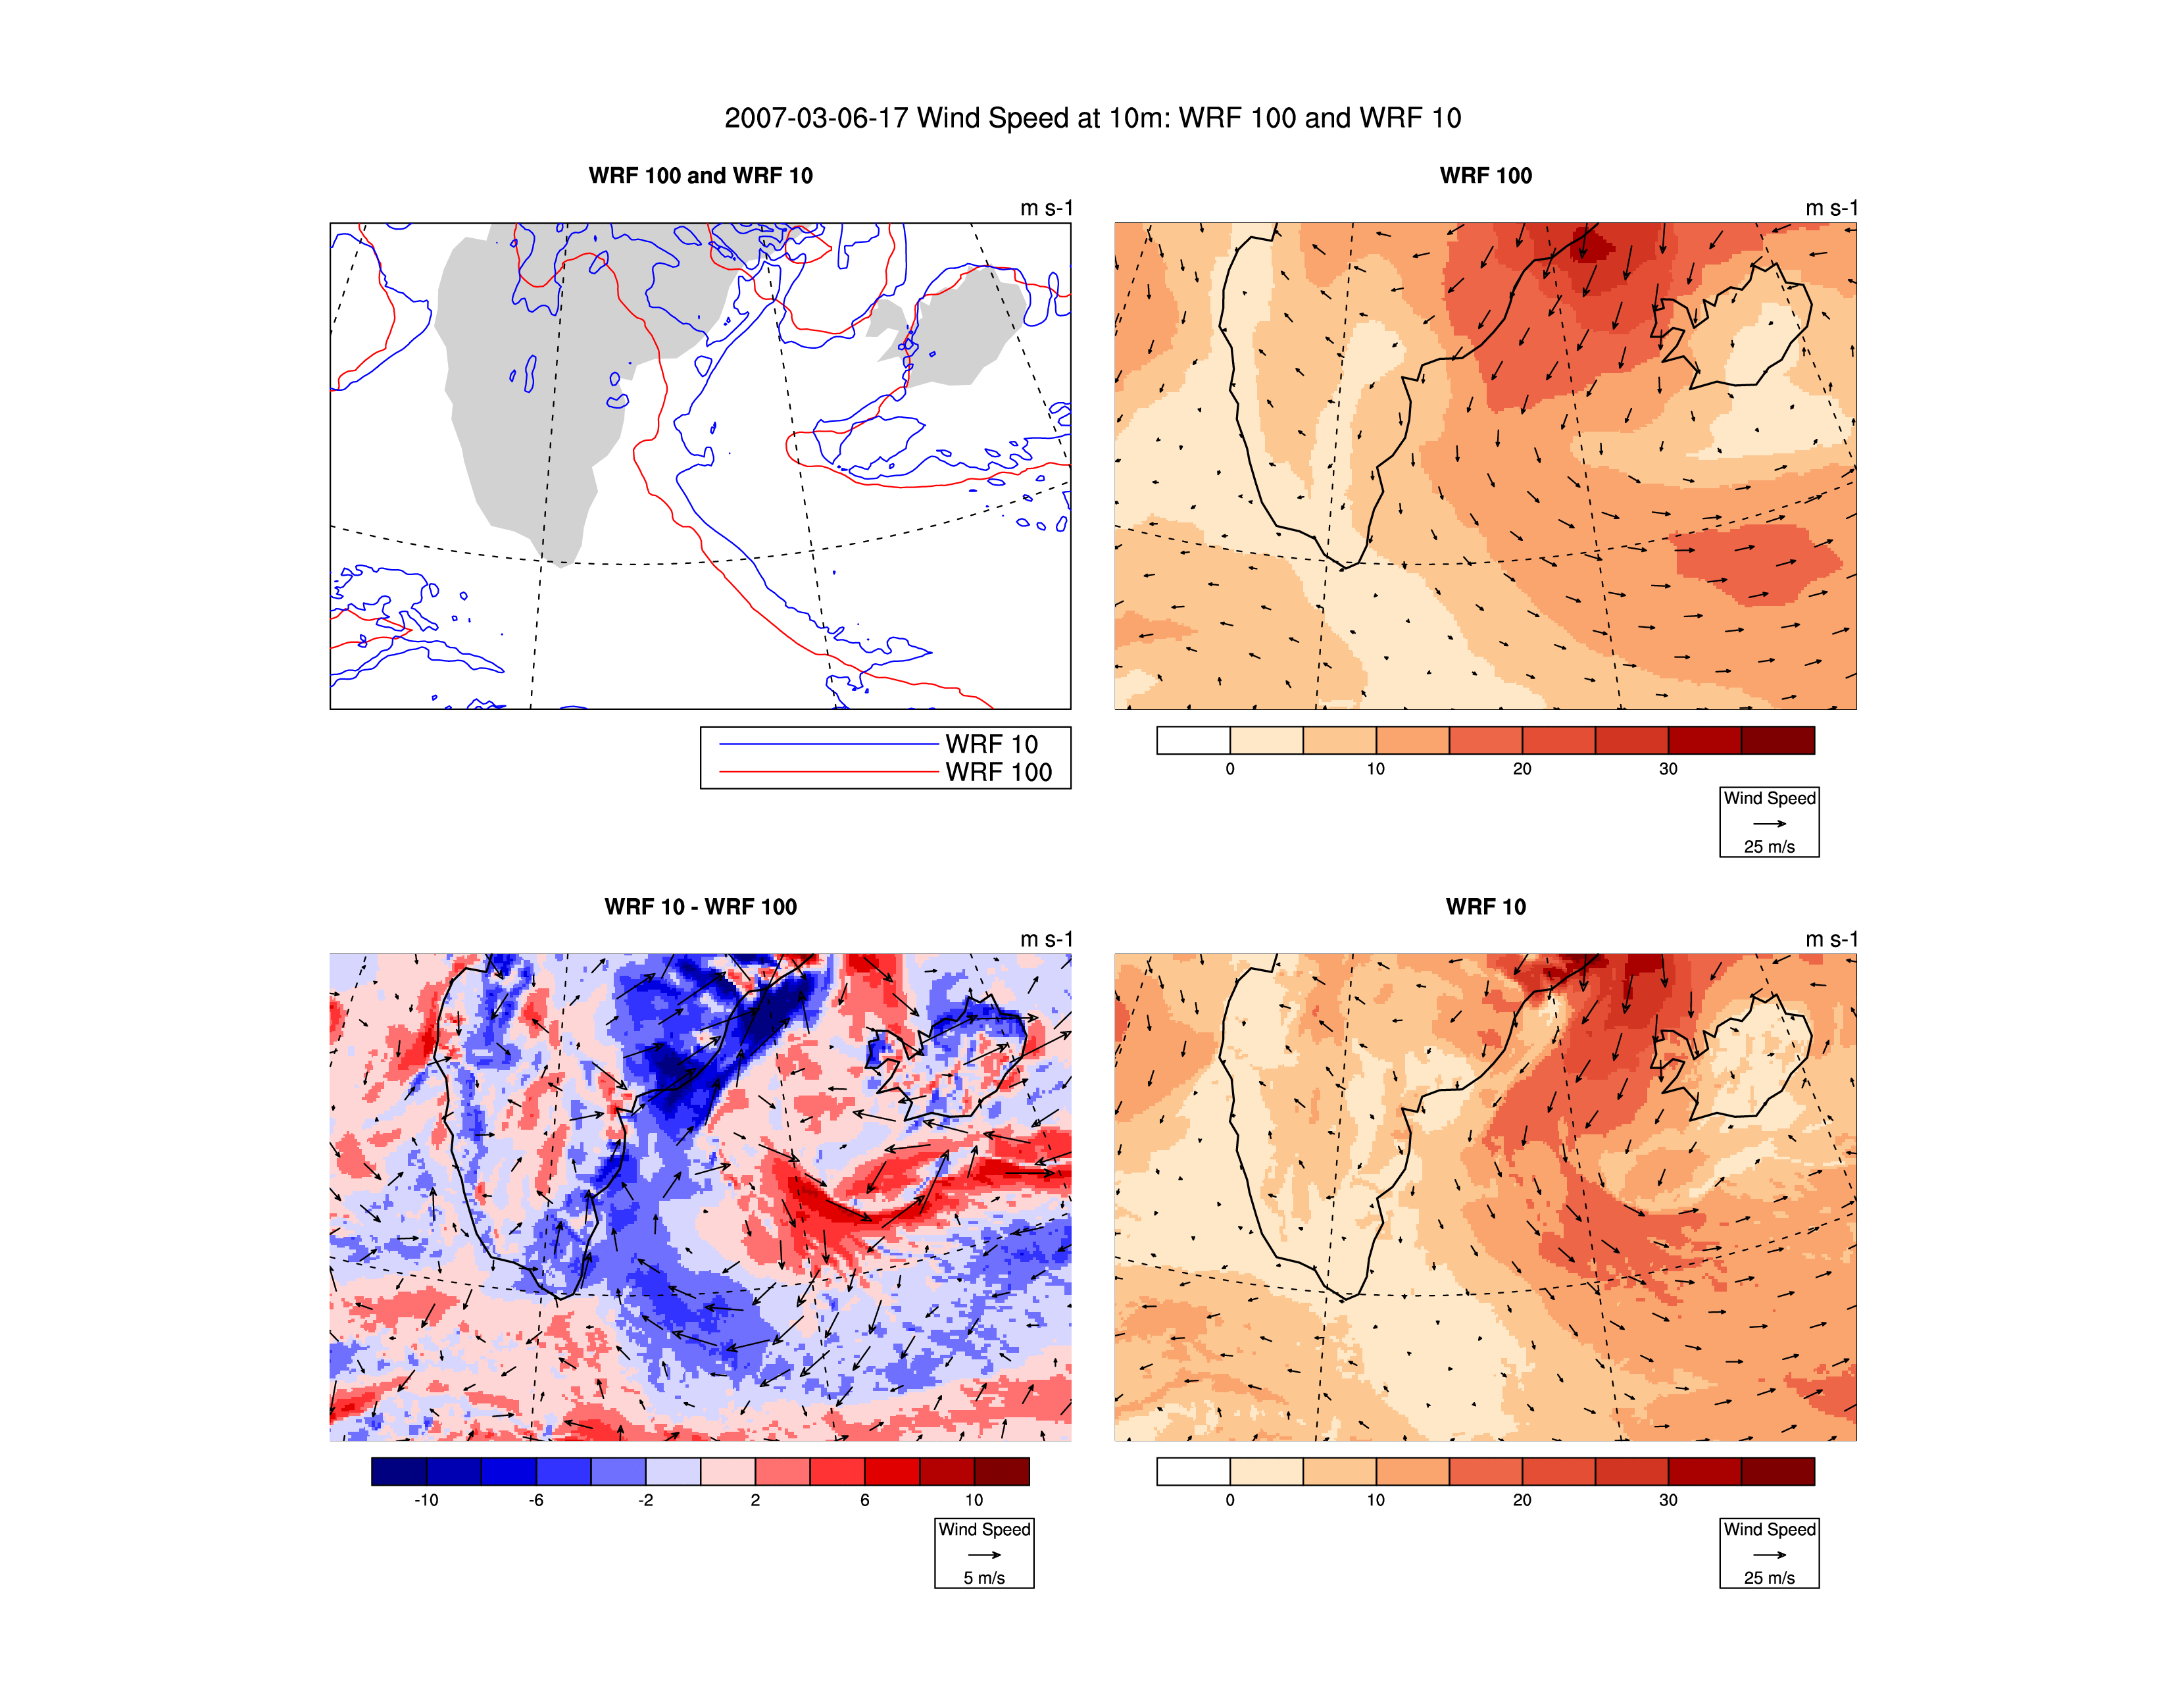 2007-03-06-17 Wind Speed at 10m: WRF 100 and WRF 10
WRF 100 and WRF 10
m s-1
WRF 10
WRF 100
WRF 100
m s-1
0 10 20 30
Wind Speed
25 m/s
WRF 10 - WRF 100
m s-1
-10 -6 -2 2 6 10
Wind Speed
5 m/s
WRF 10
m s-1
0 10 20 30
Wind Speed
25 m/s